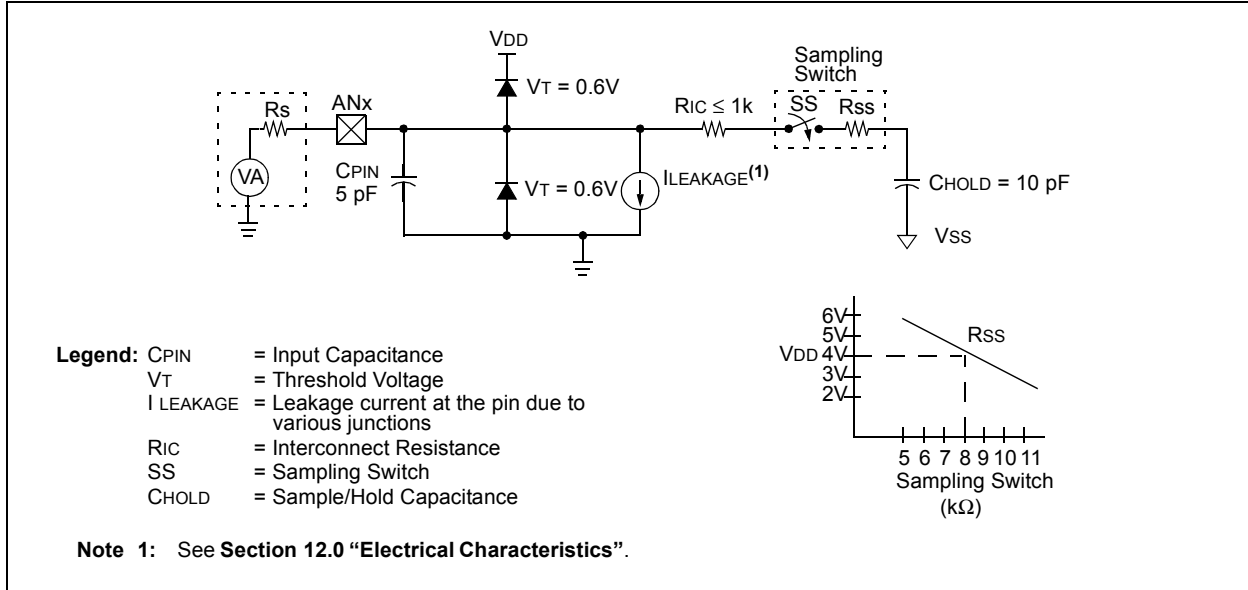 VDD
Sampling
Switch
VT = 0.6V
Rs
ANx
RIC ≤ 1k
SS
Rss
VA
CPIN
5 pF
VT = 0.6V
ILEAKAGE(1)
CHOLD = 10 pF
VSS
6V
5V
VDD 4V
3V
2V
RSS
5 6 7 8 9 10 11
Sampling Switch
(kΩ)
Legend: CPIN = Input Capacitance
VT = Threshold Voltage
I LEAKAGE = Leakage current at the pin due to
various junctions
RIC = Interconnect Resistance
SS = Sampling Switch
CHOLD = Sample/Hold Capacitance
Note 1: See Section 12.0 “Electrical Characteristics”.